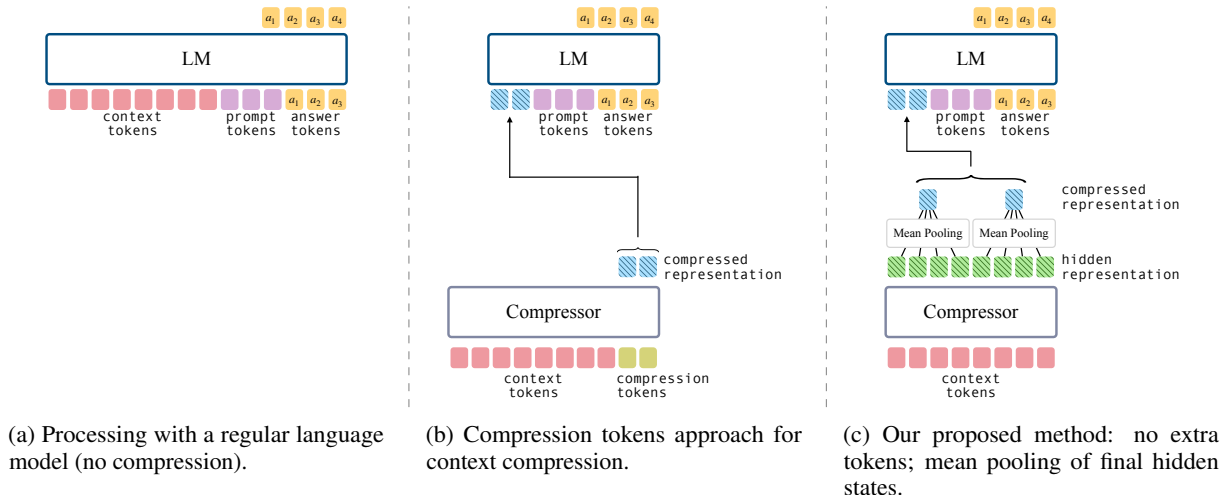 a1 a2 a3 a4
LM
a1 a2 a3
context tokens
prompt tokens
answer tokens
(a) Processing with a regular language
model (no compression).
a1 a2 a3 a4
LM
a1 a2 a3
prompt tokens
answer tokens
compressed
representation
Compressor
context tokens
compression tokens
(b) Compression tokens approach for
context compression.
a1 a2 a3 a4
LM
a1 a2 a3
prompt tokens
answer tokens
compressed
representation
Mean Pooling
Mean Pooling
hidden
representation
Compressor
context
tokens
(c) Our proposed method: no extra
tokens; mean pooling of final hidden
states.